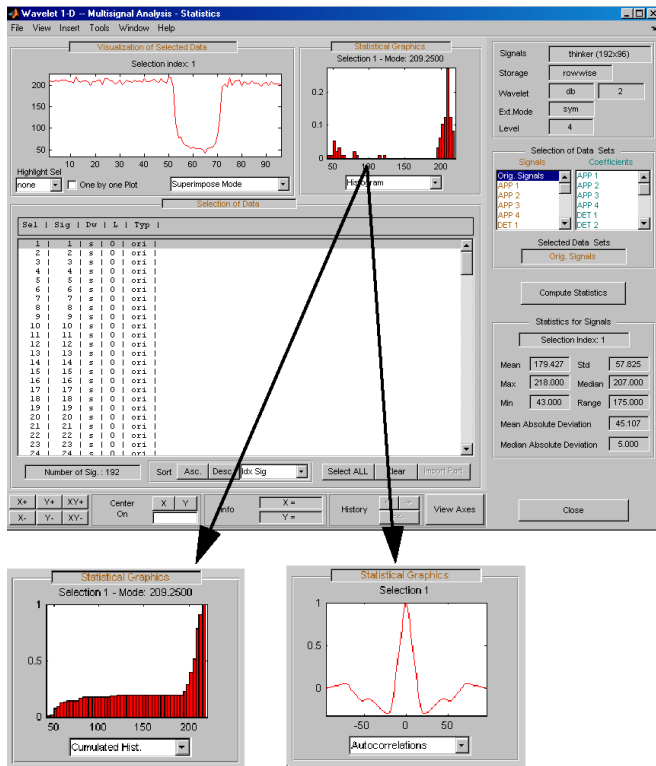 Wavelet 1-D -- Multisignal Analysis - Statistics
File View Insert Tools Window Help
Visualization of Selected Data
Selection index: 1
200
150
100
50
10 20 30 40 50 60 70 80 90
Highlight Sel
none
One by one Plot
Superimpose Mode
Statistical Graphics
Selection 1 - Mode: 209.2500
0.2
0.1
0
50 100 150 200
Histogram
Signals thinker (192x96)
Storage rowwise
Wavelet db 2
Ext.Mode sym
Level 4
Selection of Data Sets
Signals Coefficients
Orig. Signals APP 1
APP 1 APP 2
APP 2 APP 3
APP 3 APP 4
APP 4 DET 1
DET 1 DET 2
Selected Data Sets
Orig. Signals
Compute Statistics
Statistics for Signals
Selection Index: 1
Mean 179.427 Std 57.825
Max 218.000 Median 207.000
Min 43.000 Range 175.000
Mean Absolute Deviation 45.107
Median Absolute Deviation 5.000
Close
Selection of Data
Sel | Sig | Dw | L | Typ |
1 | 1 | s | 0 | ori |
2 | 2 | s | 0 | ori |
3 | 3 | s | 0 | ori |
4 | 4 | s | 0 | ori |
5 | 5 | s | 0 | ori |
6 | 6 | s | 0 | ori |
7 | 7 | s | 0 | ori |
8 | 8 | s | 0 | ori |
9 | 9 | s | 0 | ori |
10 | 10 | s | 0 | ori |
11 | 11 | s | 0 | ori |
12 | 12 | s | 0 | ori |
13 | 13 | s | 0 | ori |
14 | 14 | s | 0 | ori |
15 | 15 | s | 0 | ori |
16 | 16 | s | 0 | ori |
17 | 17 | s | 0 | ori |
18 | 18 | s | 0 | ori |
19 | 19 | s | 0 | ori |
20 | 20 | s | 0 | ori |
21 | 21 | s | 0 | ori |
22 | 22 | s | 0 | ori |
23 | 23 | s | 0 | ori |
24 | 24 | s | 0 | ori |
Number of Sig.: 192
Sort Asc. Desc. Idx Sig
Select ALL Clear Import Part
X+ Y+ XY+
X- Y- XY-
Center On X Y
X =
Y =
History
View Axes
Statistical Graphics
Selection 1 - Mode: 209.2500
1
0.5
0
50 100 150 200
Cumulated Hist.
Statistical Graphics
Selection 1
1
0.5
0
-50 0 50
Autocorrelations